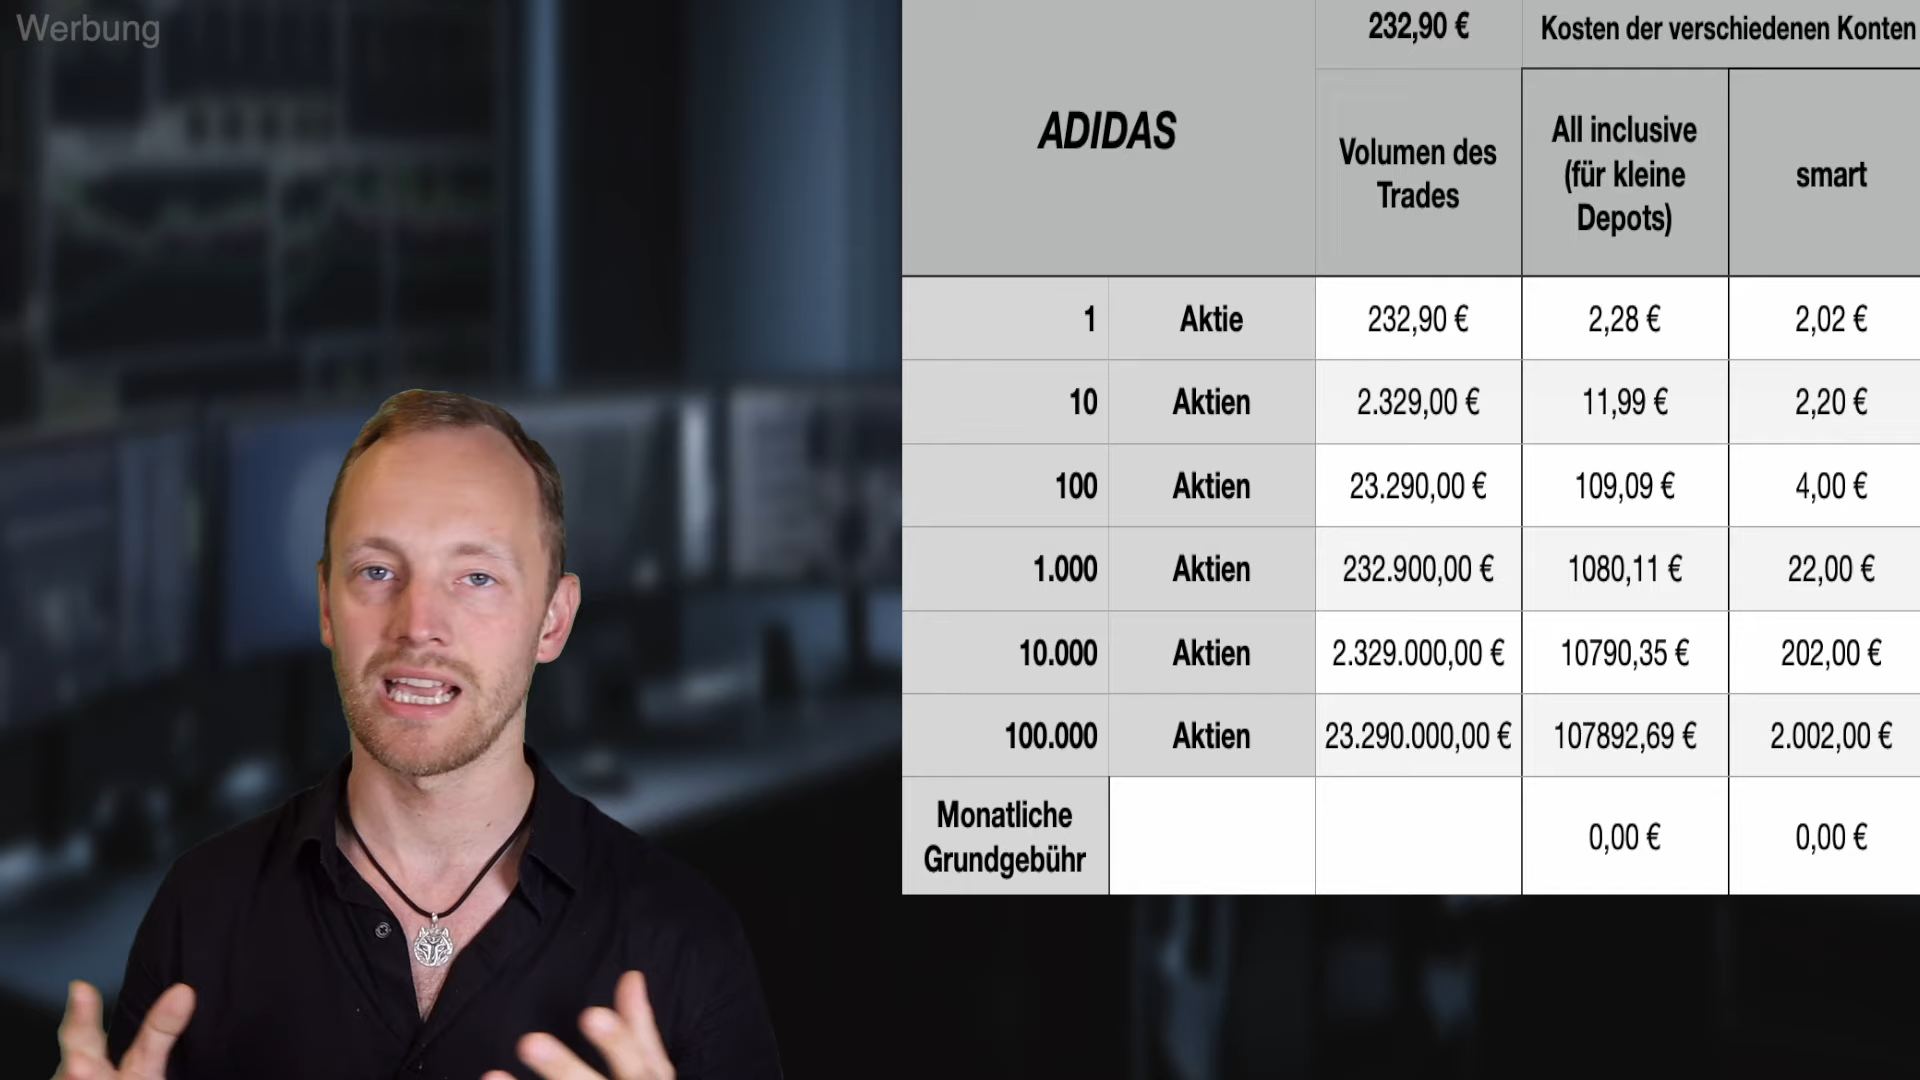 Werbung
232,90 € Kosten der verschiedenen Konten
ADIDAS
Volumen des
Trades
All inclusive
(für kleine
Depots)
smart
1 Aktie 232,90 € 2,28 € 2,02 €
10 Aktien 2.329,00 € 11,99 € 2,20 €
100 Aktien 23.290,00 € 109,09 € 4,00 €
1.000 Aktien 232.900,00 € 1080,11 € 22,00 €
10.000 Aktien 2.329.000,00 € 10790,35 € 202,00 €
100.000 Aktien 23.290.000,00 € 107892,69 € 2.002,00 €
Monatliche
Grundgebühr
0,00 € 0,00 €